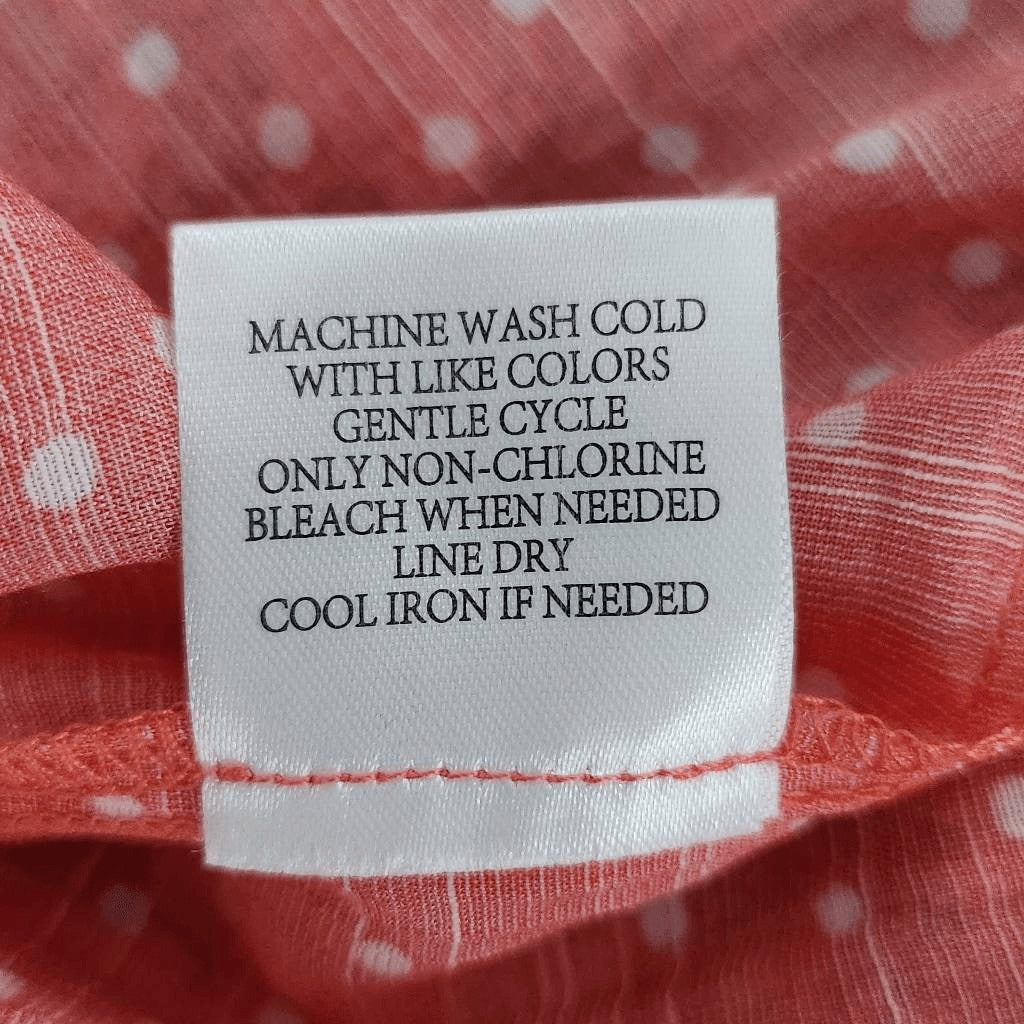 MACHINE WASH COLD
WITH LIKE COLORS
GENTLE CYCLE
ONLY NON-CHLORINE
BLEACH WHEN NEEDED
LINE DRY
COOL IRON IF NEEDED